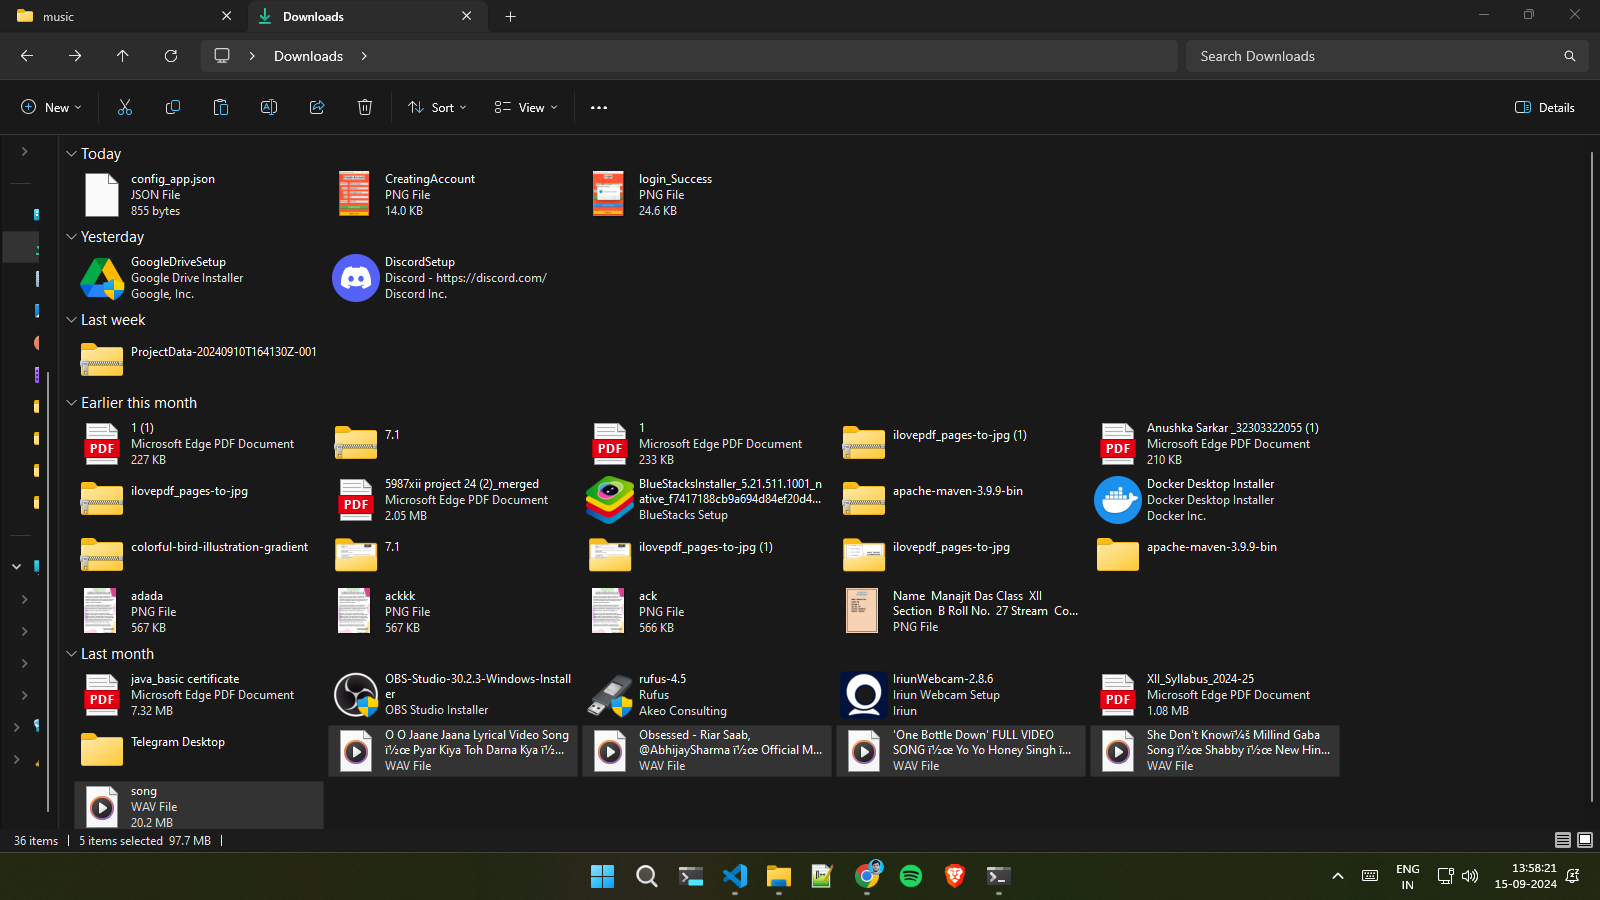 music
Downloads
Downloads
Search Downloads
New
Sort
View
Details
Today
config_app.json
JSON File
855 bytes
CreatingAccount
PNG File
14.0 KB
login_Success
PNG File
24.6 KB
Yesterday
GoogleDriveSetup
Google Drive Installer
Google, Inc.
DiscordSetup
Discord - https://discord.com/
Discord Inc.
Last week
ProjectData-20240910T164130Z-001
Earlier this month
PDF
1 (1)
Microsoft Edge PDF Document
227 KB
7.1
PDF
1
Microsoft Edge PDF Document
233 KB
ilovepdf_pages-to-jpg (1)
PDF
Anushka Sarkar _32303322055 (1)
Microsoft Edge PDF Document
210 KB
ilovepdf_pages-to-jpg
PDF
5987xii project 24 (2)_merged
Microsoft Edge PDF Document
2.05 MB
BlueStacksInstaller_5.21.511.1001_n
ative_f7417188cb9a694d84ef20d4...
BlueStacks Setup
apache-maven-3.9.9-bin
Docker Desktop Installer
Docker Desktop Installer
Docker Inc.
colorful-bird-illustration-gradient
7.1
ilovepdf_pages-to-jpg (1)
ilovepdf_pages-to-jpg
apache-maven-3.9.9-bin
adada
PNG File
567 KB
ackkk
PNG File
567 KB
ack
PNG File
566 KB
Name Manajit Das Class XII
Section B Roll No. 27 Stream Co...
PNG File
Last month
PDF
java_basic certificate
Microsoft Edge PDF Document
7.32 MB
OBS-Studio-30.2.3-Windows-Install
er
OBS Studio Installer
rufus-4.5
Rufus
Akeo Consulting
IriunWebcam-2.8.6
Iriun Webcam Setup
Iriun
PDF
XII_Syllabus_2024-25
Microsoft Edge PDF Document
1.08 MB
Telegram Desktop
O O Jaane Jaana Lyrical Video Song
ï½œ Pyar Kiya Toh Darna Kya ï½...
WAV File
Obsessed - Riar Saab,
@AbhijaySharma ï½œ Official M...
WAV File
'One Bottle Down' FULL VIDEO
SONG ï½œ Yo Yo Honey Singh ï...
WAV File
She Don't Knowï¼š Millind Gaba
Song ï½œ Shabby ï½œ New Hin...
WAV File
song
WAV File
20.2 MB
36 items
5 items selected 97.7 MB
ENG
IN
13:58:21
15-09-2024